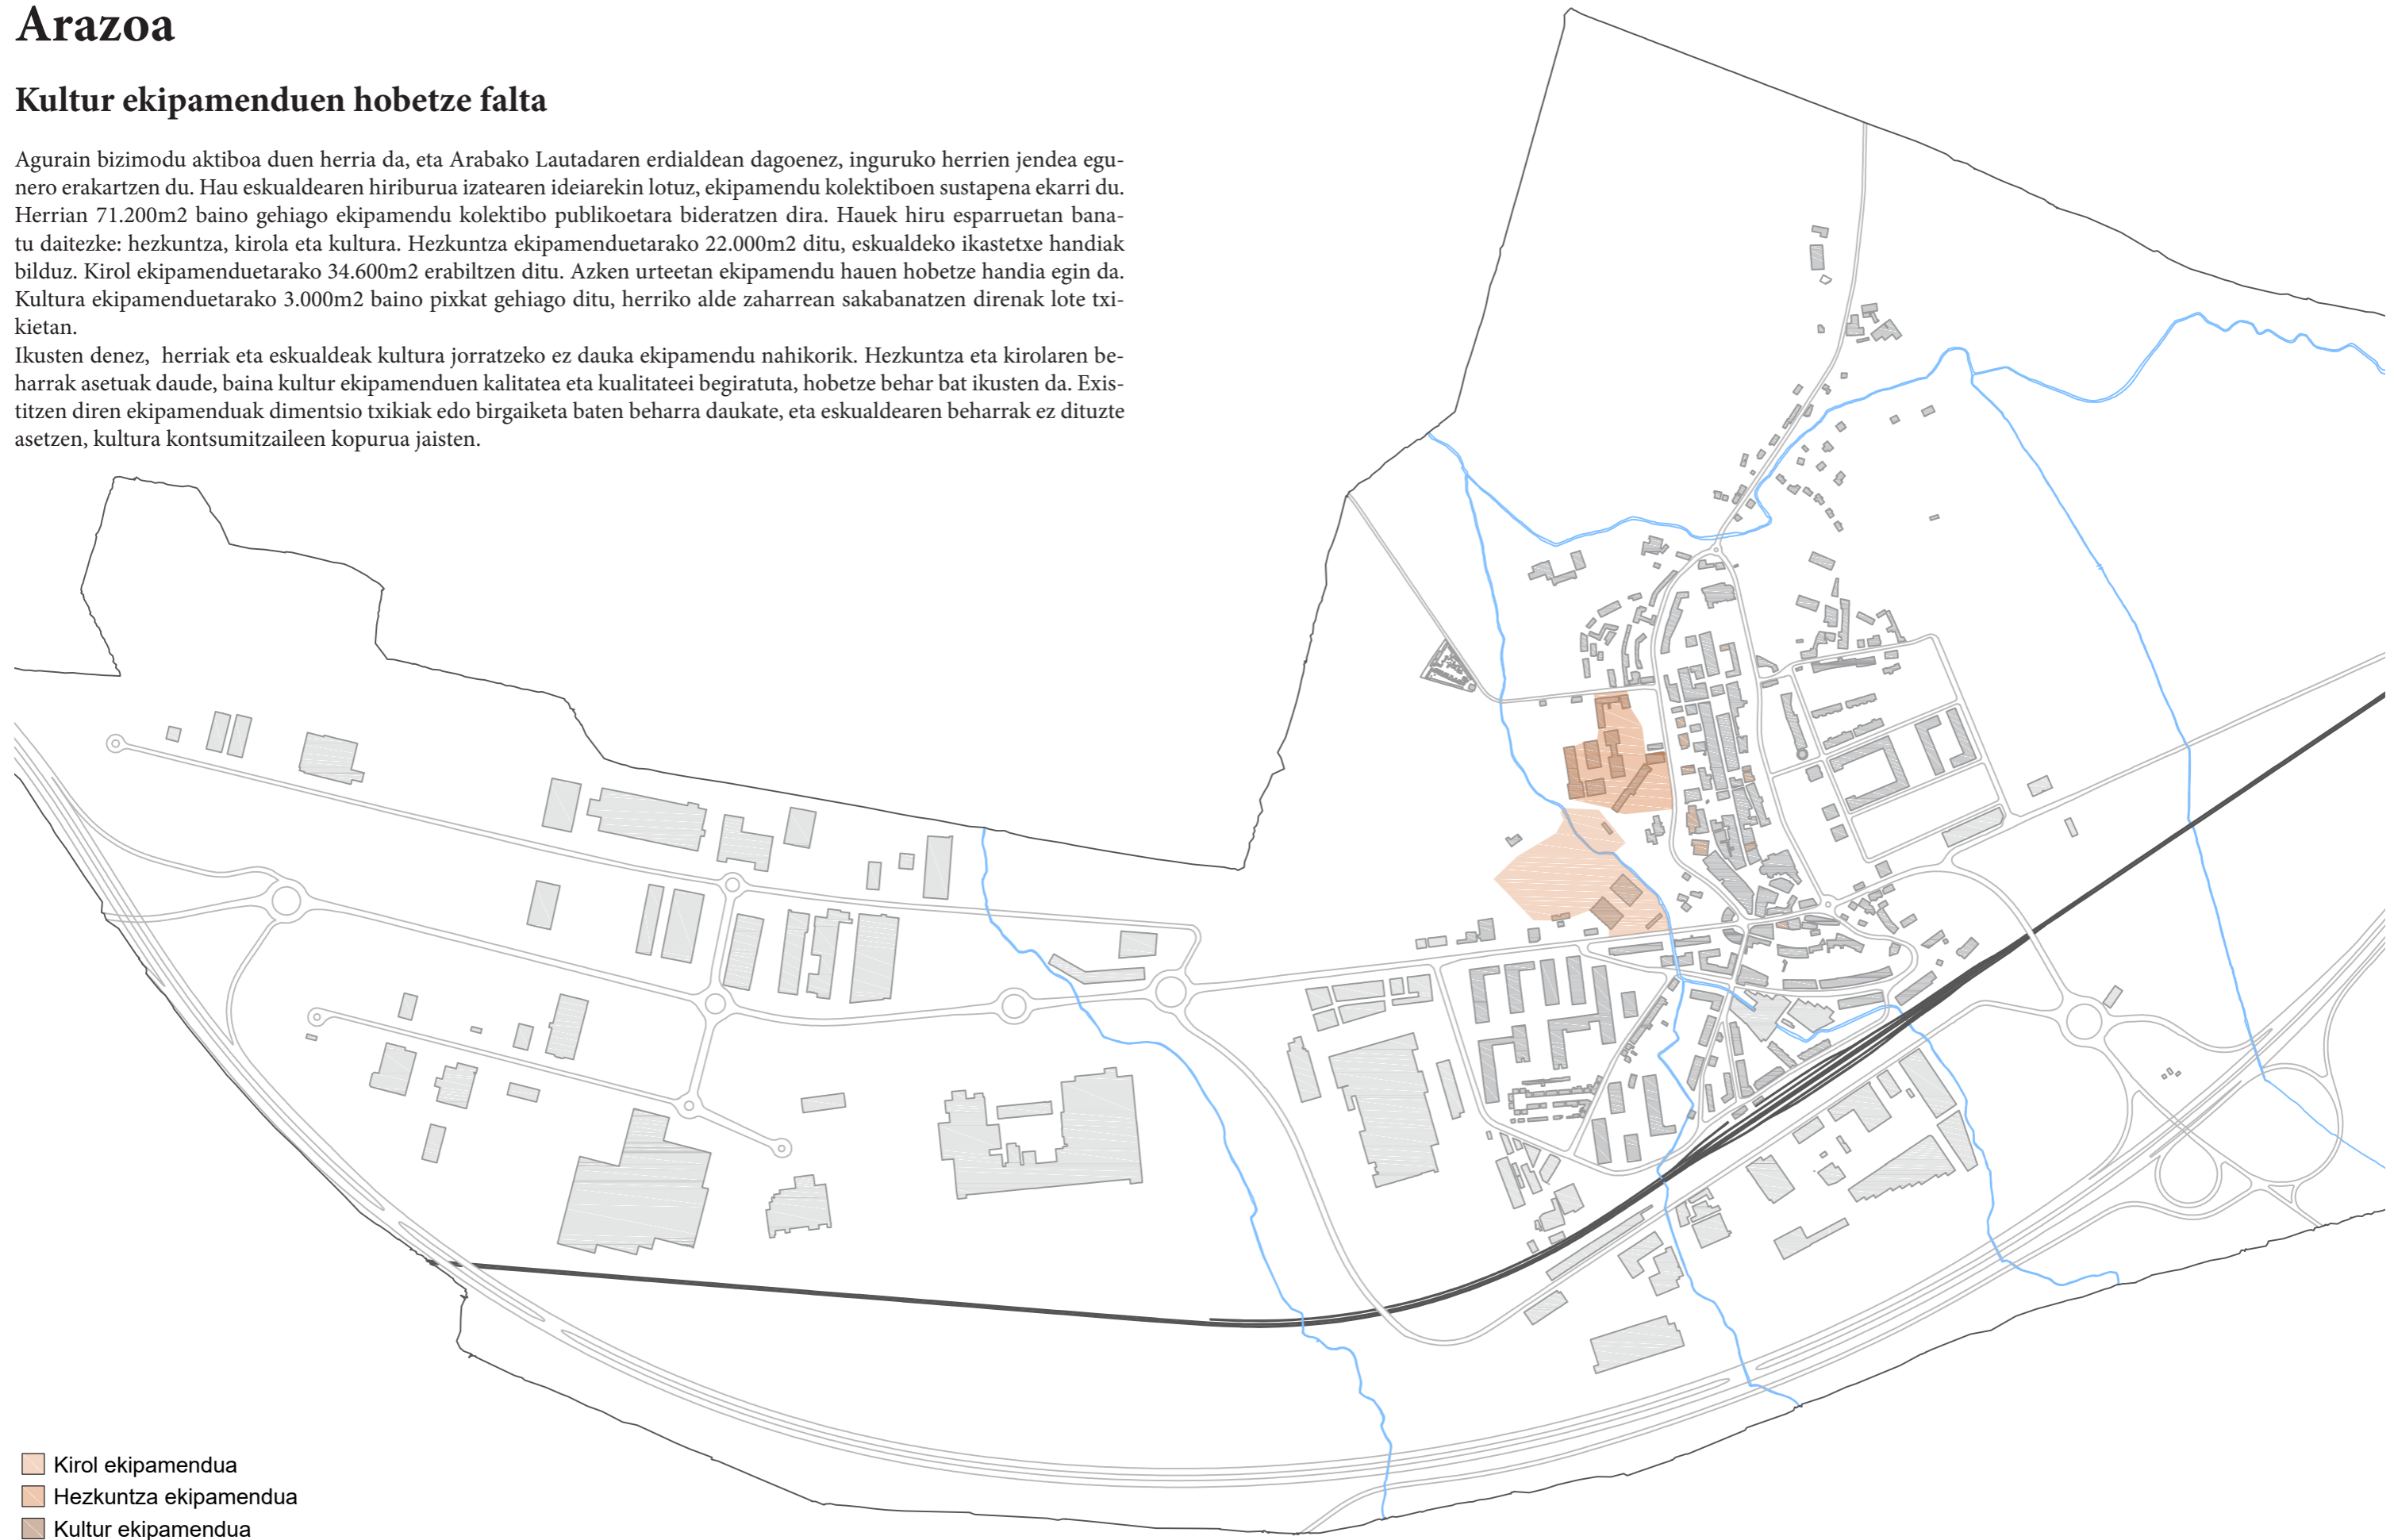 Arazoa
Kultur ekipamenduen hobetze falta
Agurain bizimodu aktiboa duen herria da, eta Arabako Lautadaren erdialdean dagoenez, inguruko herrien jendea egu-
nero erakartzen du. Hau eskualdearen hiriburua izatearen ideiarekin lotuz, ekipamendu kolektiboen sustapena ekarri du.
Herrian 71.200m2 baino gehiago ekipamendu kolektibo publikoetara bideratzen dira. Hauek hiru esparruetan bana-
tu daitezke: hezkuntza, kirola eta kultura. Hezkuntza ekipamenduetarako 22.000m2 ditu, eskualdeko ikastetxe handiak
bilduz. Kirol ekipamenduetarako 34.600m2 erabiltzen ditu. Azken urteetan ekipamendu hauen hobetze handia egin da.
Kultura ekipamenduetarako 3.000m2 baino pixkat gehiago ditu, herriko alde zaharrean sakabanatzen direnak lote txi-
kietan.
Ikusten denez, herriak eta eskualdeak kultura jorratzeko ez dauka ekipamendu nahikorik. Hezkuntza eta kirolaren be-
harrak asetuak daude, baina kultur ekipamenduen kalitatea eta kualitateei begiratuta, hobetze behar bat ikusten da. Exis-
titzen diren ekipamenduak dimentsio txikiak edo birgaiketa baten beharra daukate, eta eskualdearen beharrak ez dituzte
asetzen, kultura kontsumitzaileen kopurua jaisten.
Kirol ekipamendua
Hezkuntza ekipamendua
Kultur ekipamendua